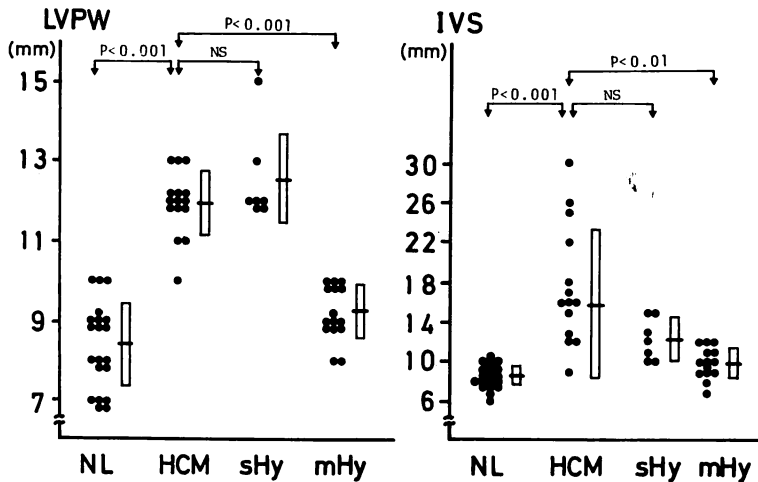 LVPW
(mm)
P<0.001
P<0.001
NS
15
13
11
9
7
NL HCM sHy mHy
IVS
(mm)
P<0.01
P<0.001
NS
30
26
22
18
14
10
6
NL HCM sHy mHy